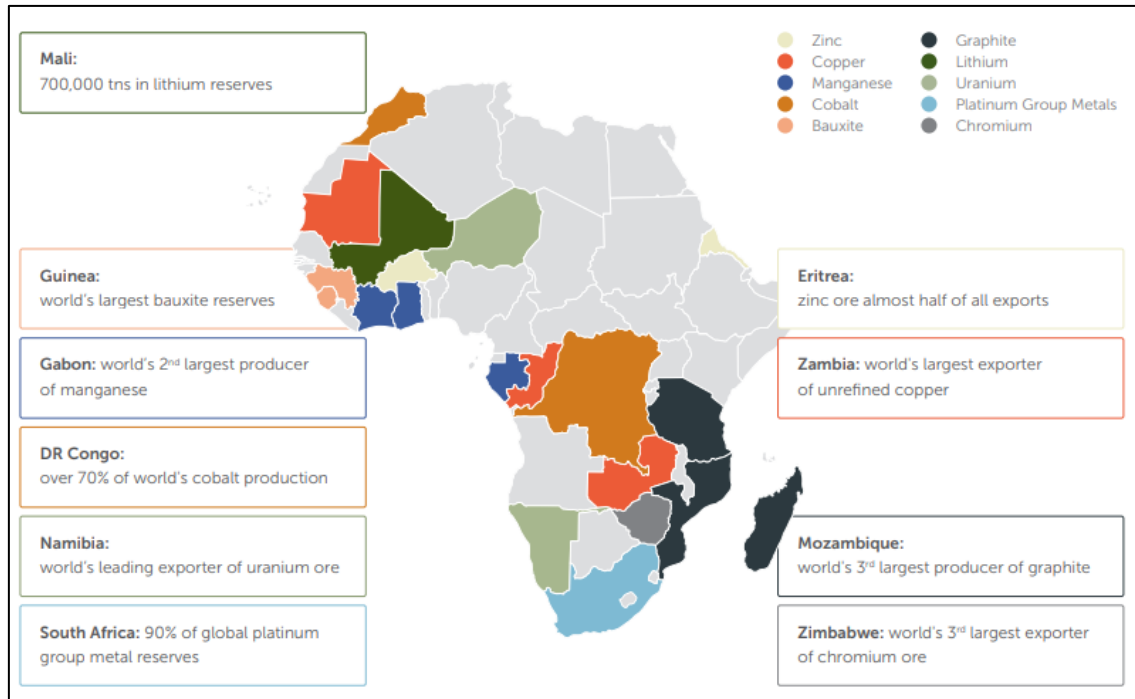 Mali:
700,000 tns in lithium reserves
Zinc
Copper
Manganese
Cobalt
Bauxite
Graphite
Lithium
Uranium
Platinum Group Metals
Chromium
Guinea:
world's largest bauxite reserves
Gabon: world's 2nd largest producer
of manganese
DR Congo:
over 70% of world's cobalt production
Namibia:
world's leading exporter of uranium ore
South Africa: 90% of global platinum
group metal reserves
Eritrea:
zinc ore almost half of all exports
Zambia: world's largest exporter
of unrefined copper
Mozambique:
world's 3rd largest producer of graphite
Zimbabwe: world's 3rd largest exporter
of chromium ore